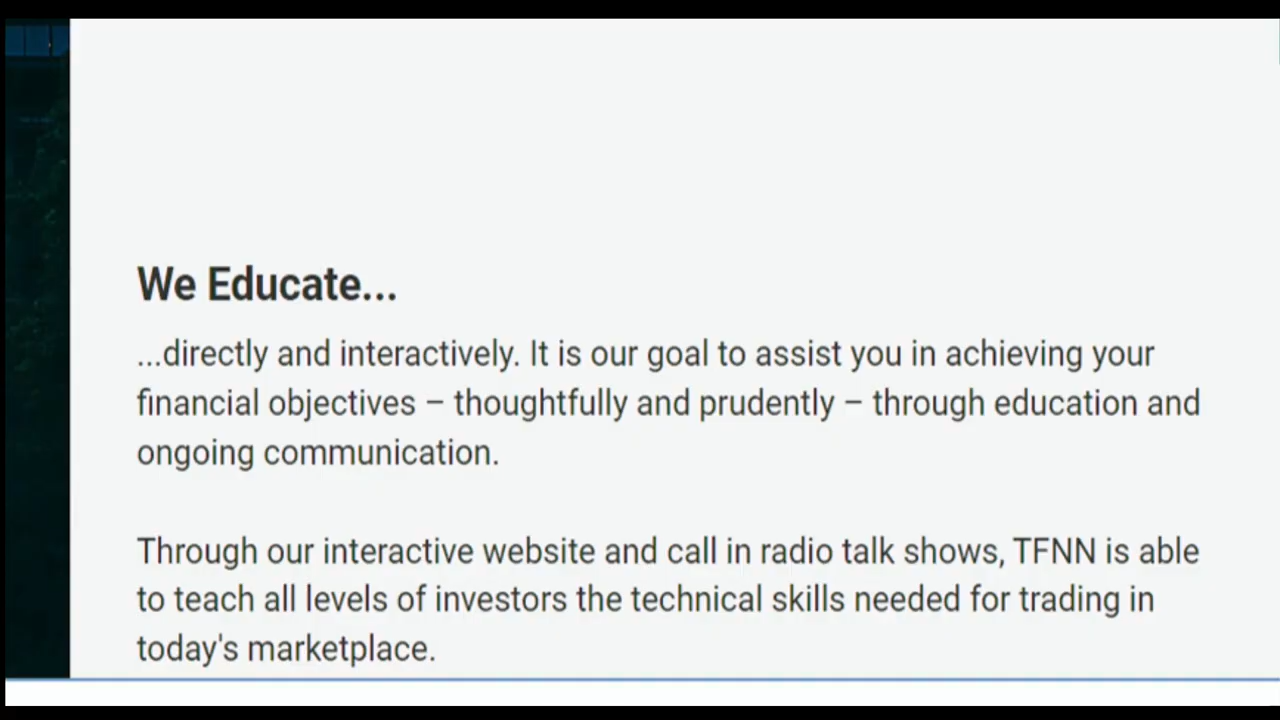 We Educate...
...directly and interactively. It is our goal to assist you in achieving your
financial objectives – thoughtfully and prudently – through education and
ongoing communication.
Through our interactive website and call in radio talk shows, TFNN is able
to teach all levels of investors the technical skills needed for trading in
today's marketplace.